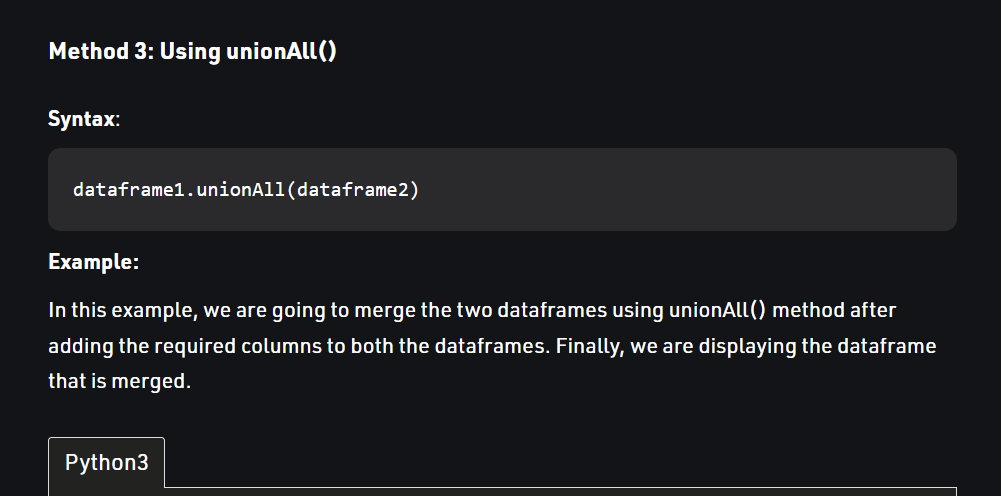 Method 3: Using unionAll()
Syntax:
dataframe1.unionAll(dataframe2)
Example:
In this example, we are going to merge the two dataframes using unionAll() method after
adding the required columns to both the dataframes. Finally, we are displaying the dataframe
that is merged.
Python3